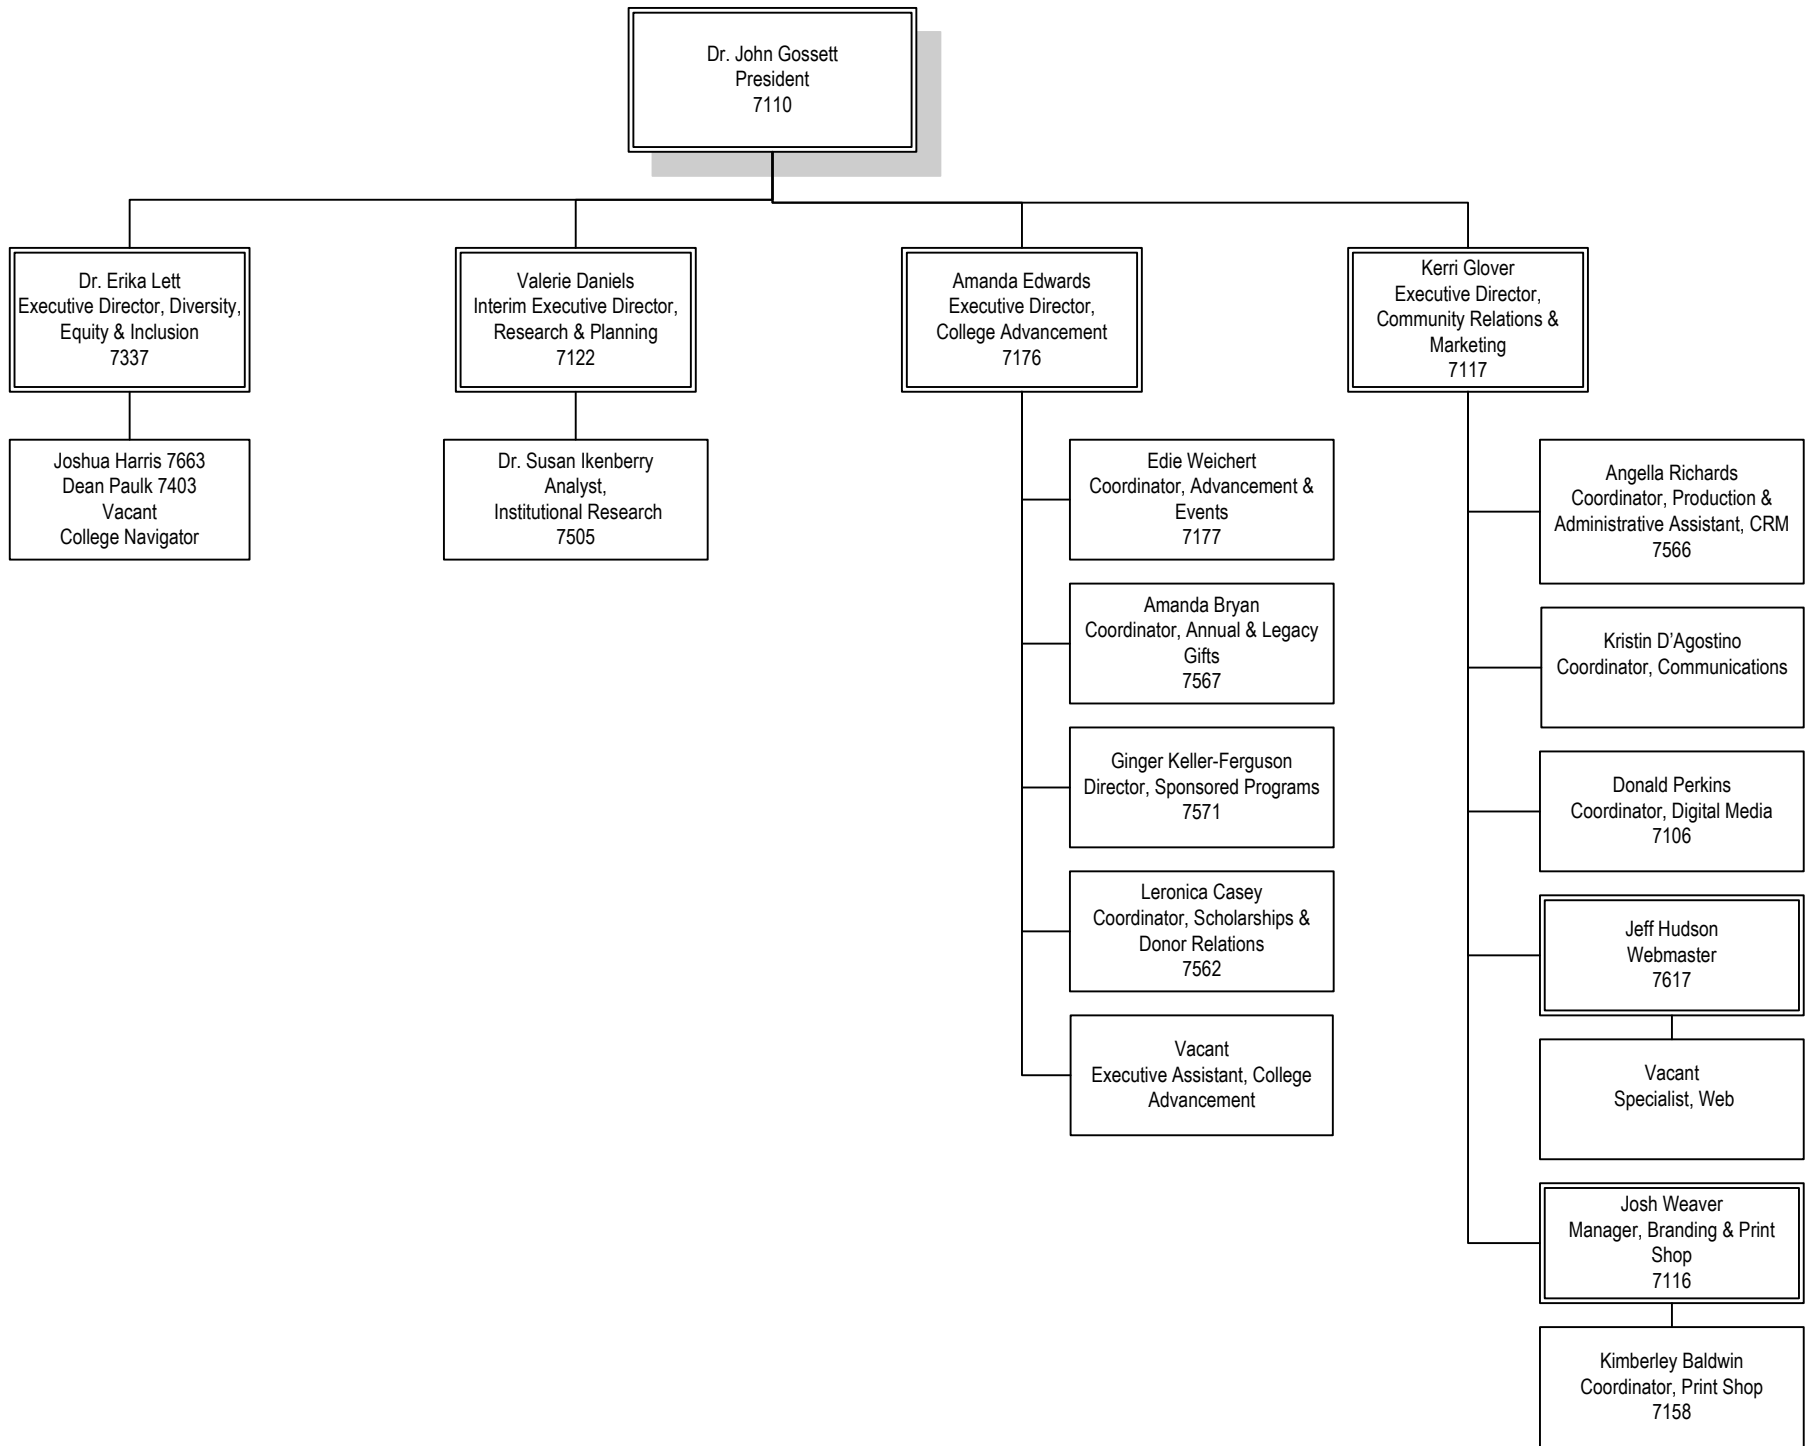 Dr. John Gossett
President
7110
Dr. Erika Lett
Executive Director, Diversity,
Equity & Inclusion
7337
Valerie Daniels
Interim Executive Director,
Research & Planning
7122
Amanda Edwards
Executive Director,
College Advancement
7176
Kerri Glover
Executive Director,
Community Relations &
Marketing
7117
Joshua Harris 7663
Dean Paulk 7403
Vacant
College Navigator
Dr. Susan Ikenberry
Analyst,
Institutional Research
7505
Edie Weichert
Coordinator, Advancement &
Events
7177
Amanda Bryan
Coordinator, Annual & Legacy
Gifts
7567
Ginger Keller-Ferguson
Director, Sponsored Programs
7571
Leronica Casey
Coordinator, Scholarships &
Donor Relations
7562
Vacant
Executive Assistant, College
Advancement
Angella Richards
Coordinator, Production &
Administrative Assistant, CRM
7566
Kristin D’Agostino
Coordinator, Communications
Donald Perkins
Coordinator, Digital Media
7106
Jeff Hudson
Webmaster
7617
Vacant
Specialist, Web
Josh Weaver
Manager, Branding & Print
Shop
7116
Kimberley Baldwin
Coordinator, Print Shop
7158